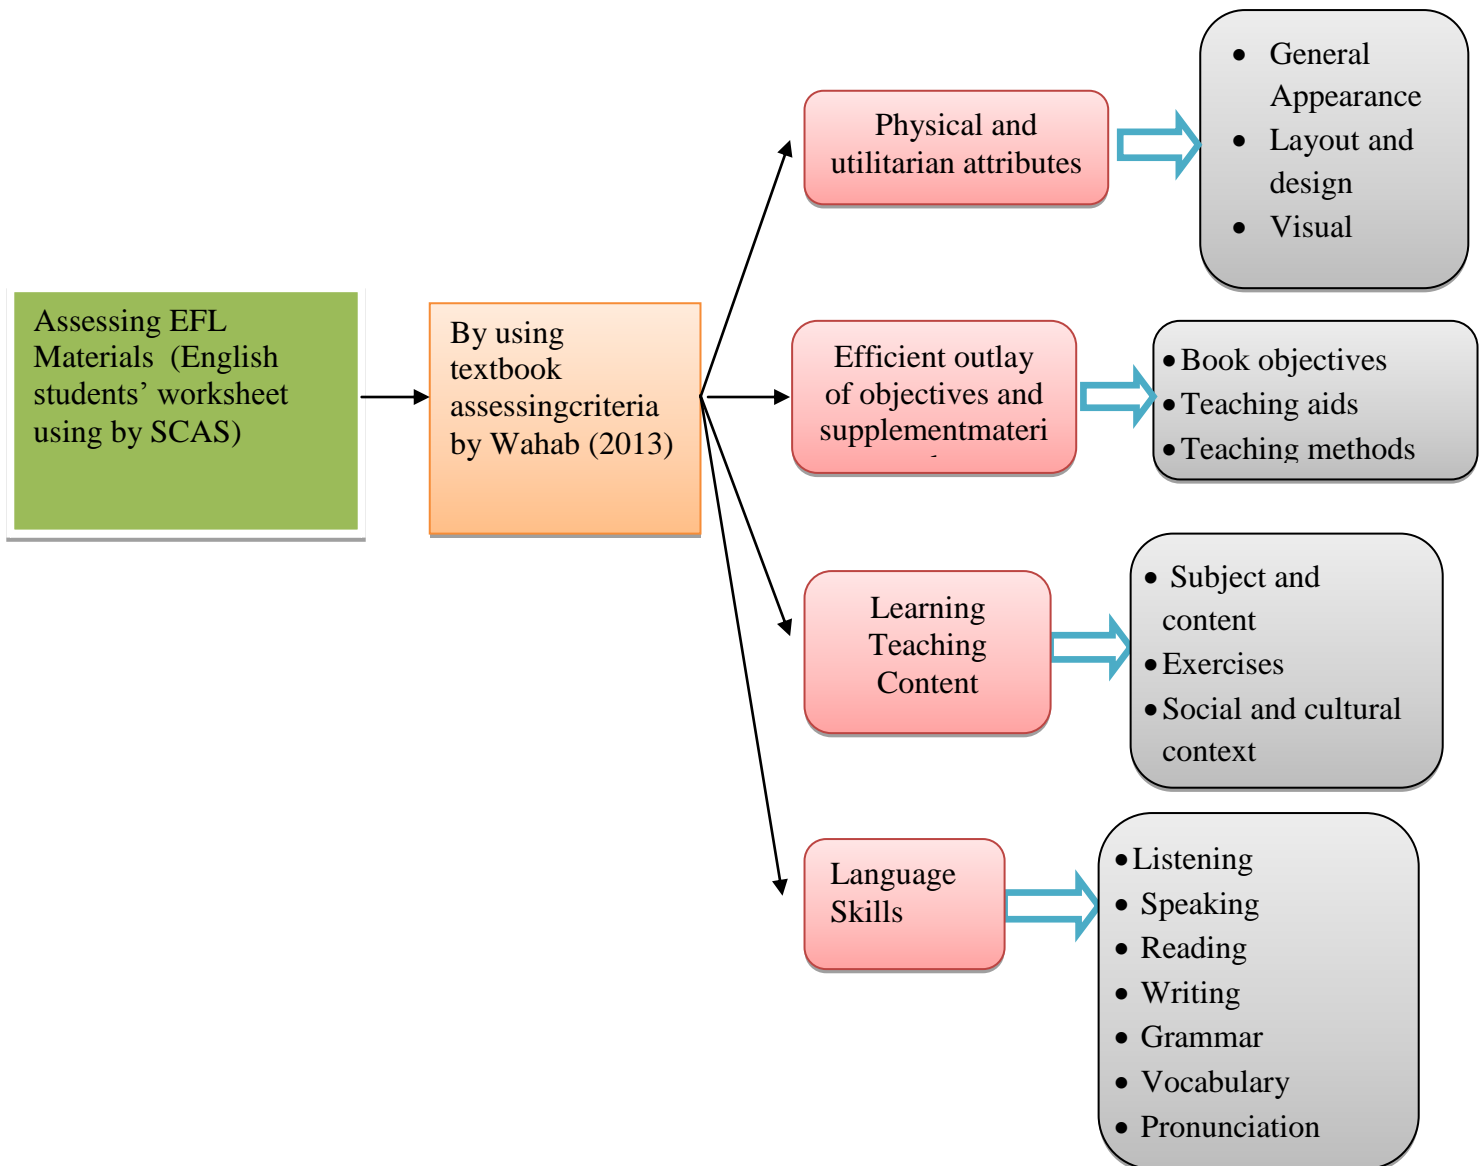 Assessing EFL
Materials (English
students’ worksheet
using by SCAS)
By using
textbook
assessingcriteria
by Wahab (2013)
Physical and
utilitarian attributes
• General
Appearance
• Layout and
design
• Visual
Efficient outlay
of objectives and
supplementmateri
• Book objectives
• Teaching aids
• Teaching methods
Learning
Teaching
Content
• Subject and
content
• Exercises
• Social and cultural
context
Language
Skills
• Listening
• Speaking
• Reading
• Writing
• Grammar
• Vocabulary
• Pronunciation